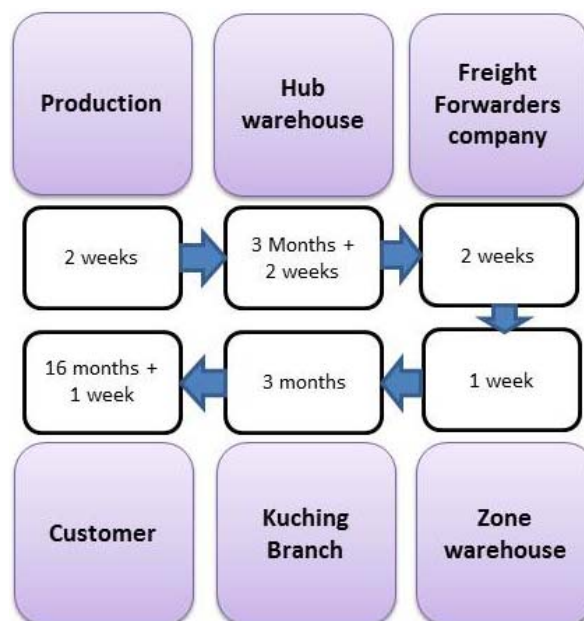 Production
Hub
warehouse
Freight
Forwarders
company
2 weeks
3 Months +
2 weeks
2 weeks
16 months +
1 week
3 months
1 week
Customer
Kuching
Branch
Zone
warehouse